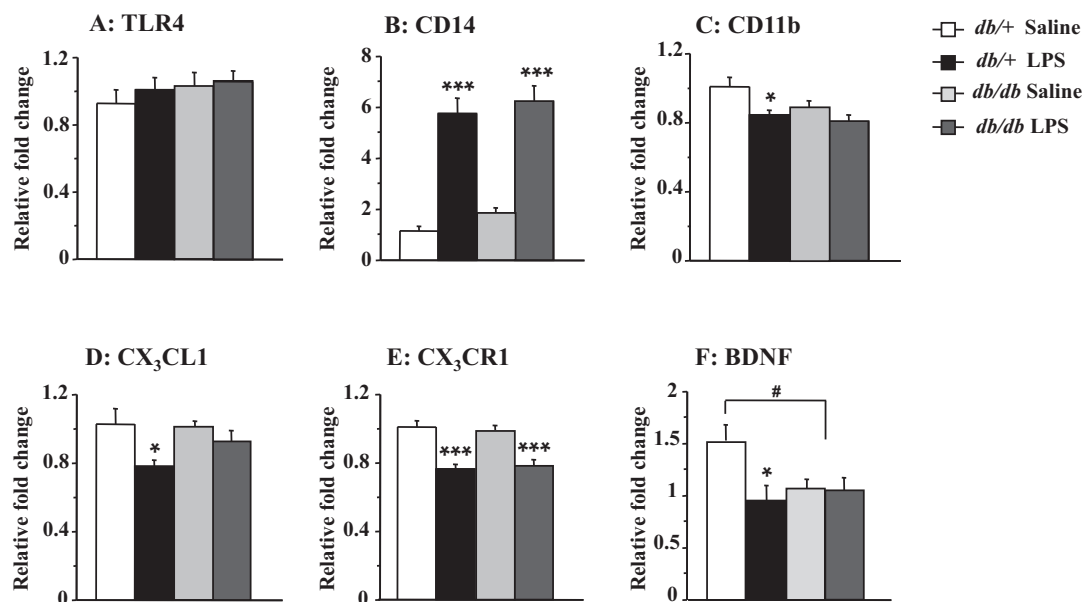 A: TLR4
Relative fold change
1.2
0.8
0.4
0
B: CD14
Relative fold change
8
6
4
2
0
***
***
C: CD11b
Relative fold change
1.2
0.8
0.4
0
*
db/+ Saline
db/+ LPS
db/db Saline
db/db LPS
D: CX₃CL1
Relative fold change
1.2
0.8
0.4
0
*
E: CX₃CR1
Relative fold change
1.2
0.8
0.4
0
***
***
F: BDNF
Relative fold change
2
1.5
1
0.5
0
#
*